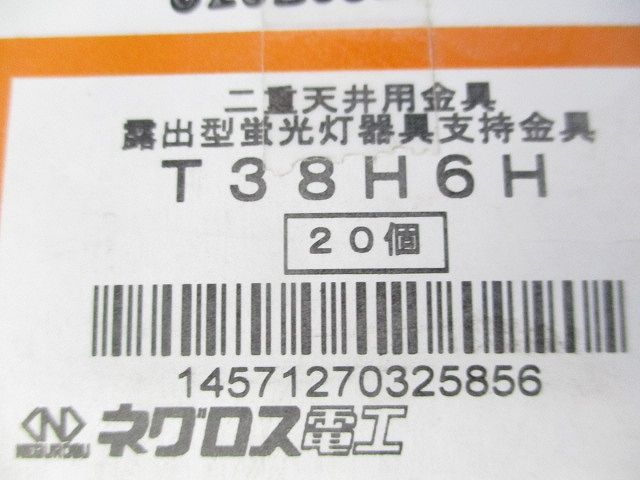 二重天井用金具
露出型蛍光灯器具支持金具
T38H6H
20個
14571270325856
NEGUROSU
ネグロス電工